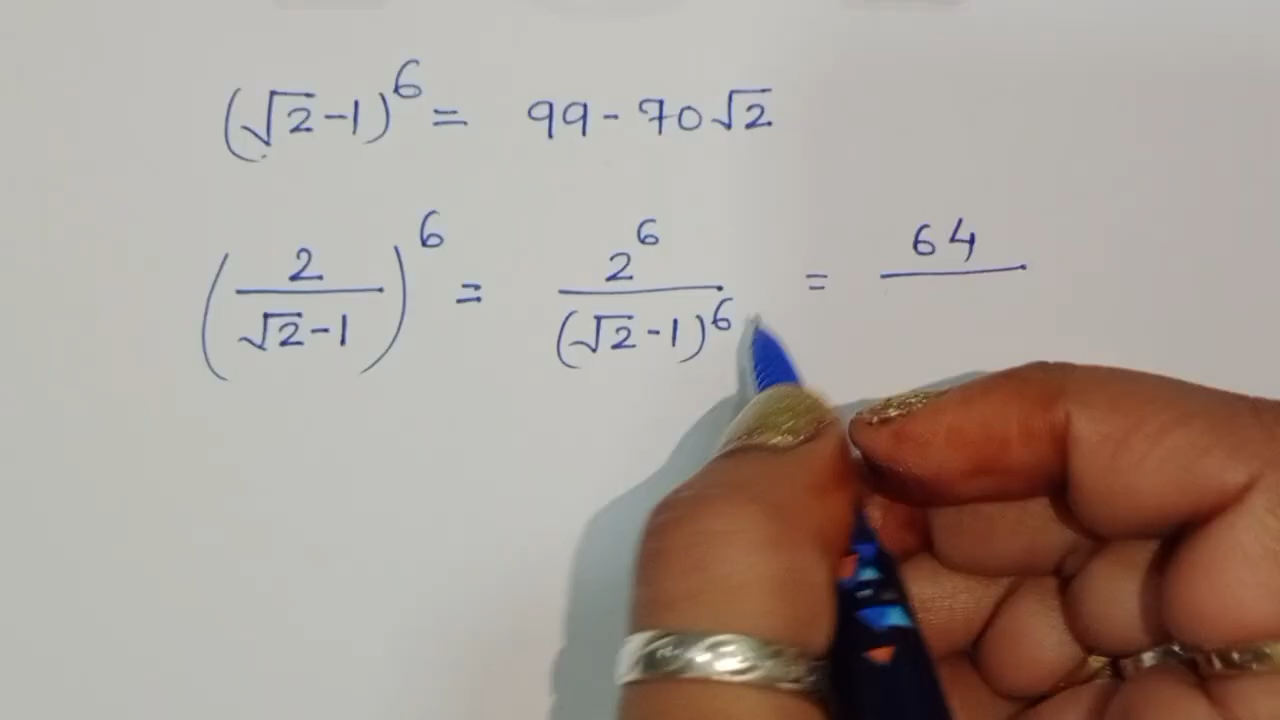 (√2-1)^6 = 99-70√2
(2/(√2-1))^6 = 2^6/(√2-1)^6 = 64/